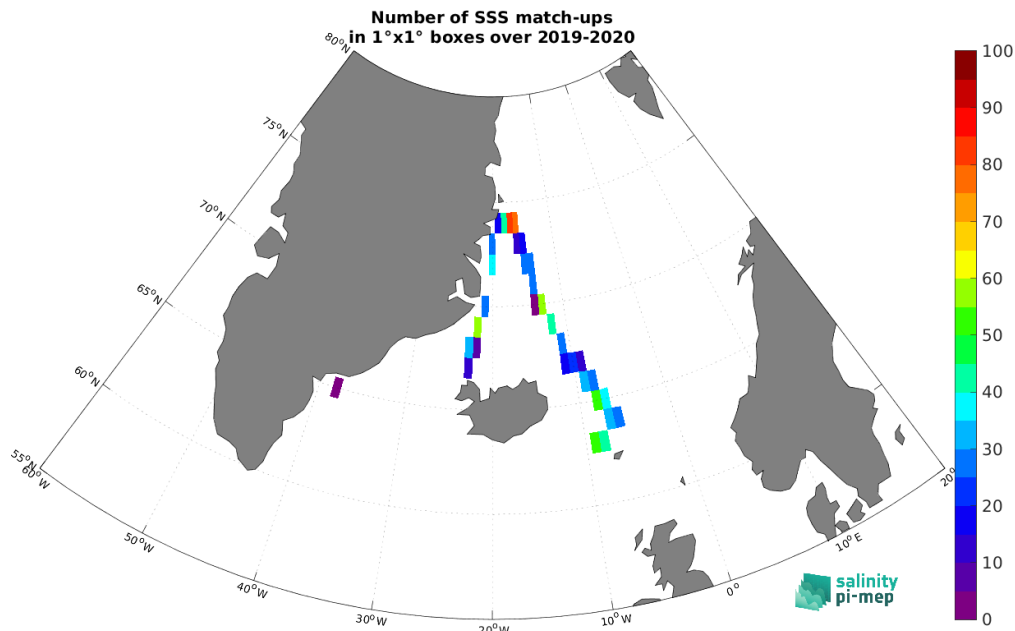 Number of SSS match-ups
in 1°x1° boxes over 2019-2020
80°N
75°N
70°N
65°N
60°N
55°N
60°W
50°W
40°W
30°W
20°W
10°W
0°
10°E
20°
100
90
80
70
60
50
40
30
20
10
0
salinity
pi-mep